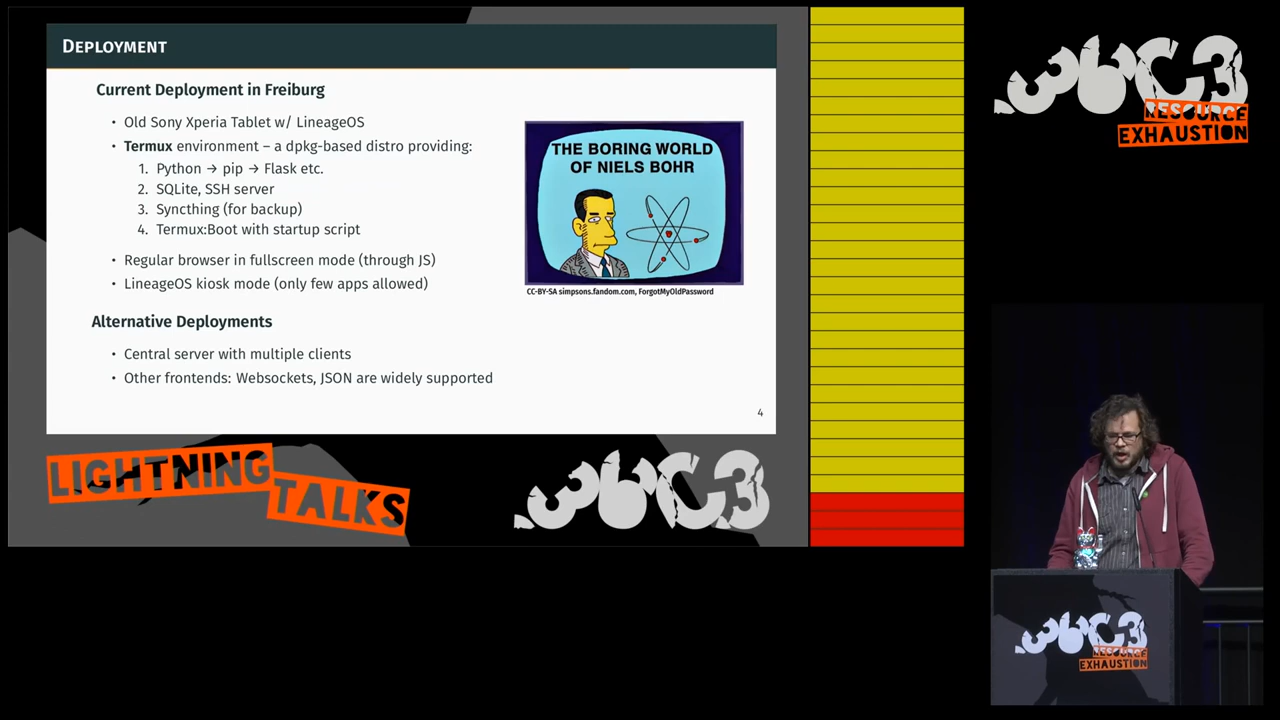 DEPLOYMENT
Current Deployment in Freiburg
• Old Sony Xperia Tablet w/ LineageOS
• Termux environment – a dpkg-based distro providing:
1. Python → pip → Flask etc.
2. SQLite, SSH server
3. Syncthing (for backup)
4. Termux:Boot with startup script
• Regular browser in fullscreen mode (through JS)
• LineageOS kiosk mode (only few apps allowed)
THE BORING WORLD
OF NIELS BOHR
CC-BY-SA simpsons.fandom.com, ForgotMyOldPassword
Alternative Deployments
• Central server with multiple clients
• Other frontends: Websockets, JSON are widely supported
4
LIGHTNING
TALKS
36C3
36C3
RESOURCE
EXHAUSTION
36C3
RESOURCE
EXHAUSTION